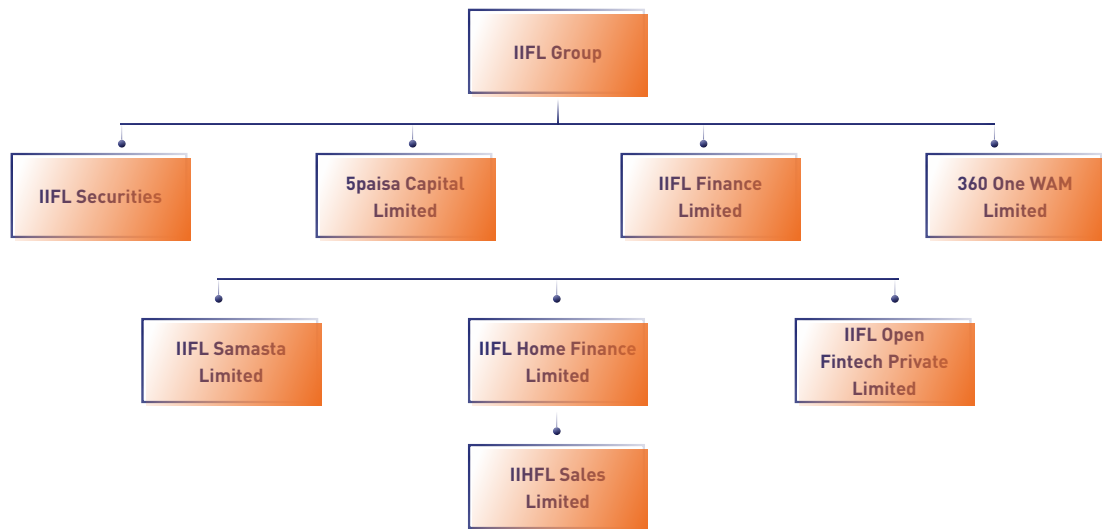 IIFL Group
IIFL Securities
5paisa Capital
Limited
IIFL Finance
Limited
360 One WAM
Limited
IIFL Samasta
Limited
IIFL Home Finance
Limited
IIFL Open
Fintech Private
Limited
IIHFL Sales
Limited